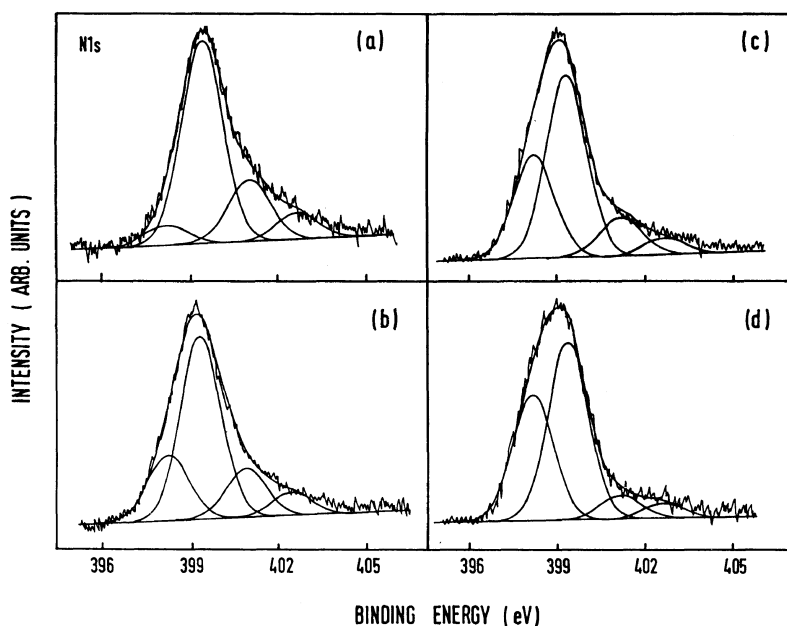 N1s
(a)
(c)
(b)
(d)
INTENSITY ( ARB. UNITS )
396 399 402 405
396 399 402 405
BINDING ENERGY (eV)